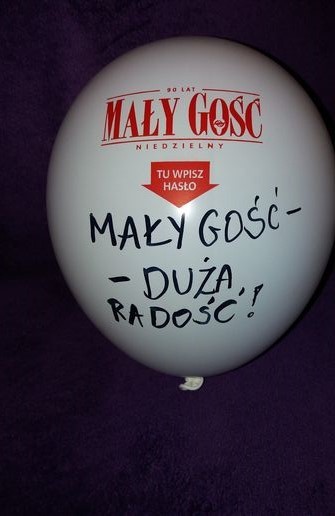 90 LAT
MAŁY GOŚĆ
NIEDZIELNY
TU WPISZ
HASŁO
MAŁY GOŚĆ -
- DUŻA
RADOŚĆ!